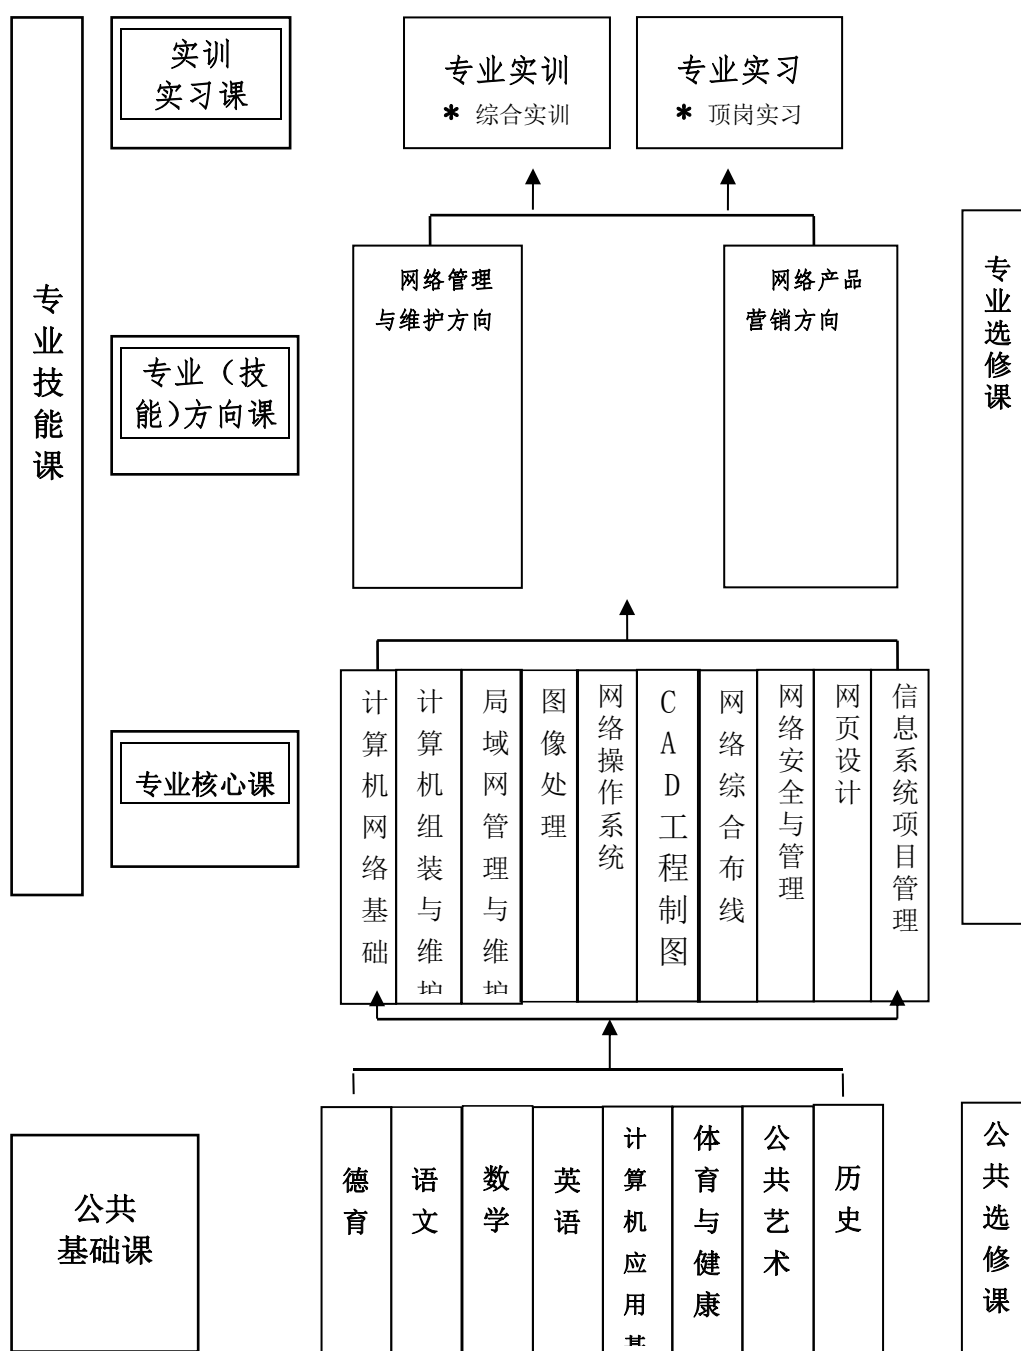 实训
实习课
专业实训
* 综合实训
专业实习
* 顶岗实习
专业技能课
网络管理
与维护方向
网络产品
营销方向
专业选修课
专业（技
能）方向课
专业核心课
计算机网络基础
计算机组装与维护
局域网管理与维护
图像处理
网络操作系统
CAD工程制图
网络综合布线
网络安全与管理
网页设计
信息系统项目管理
公共
基础课
德育
语文
数学
英语
计算机应用基
体育与健康
公共艺术
历史
公共选修课